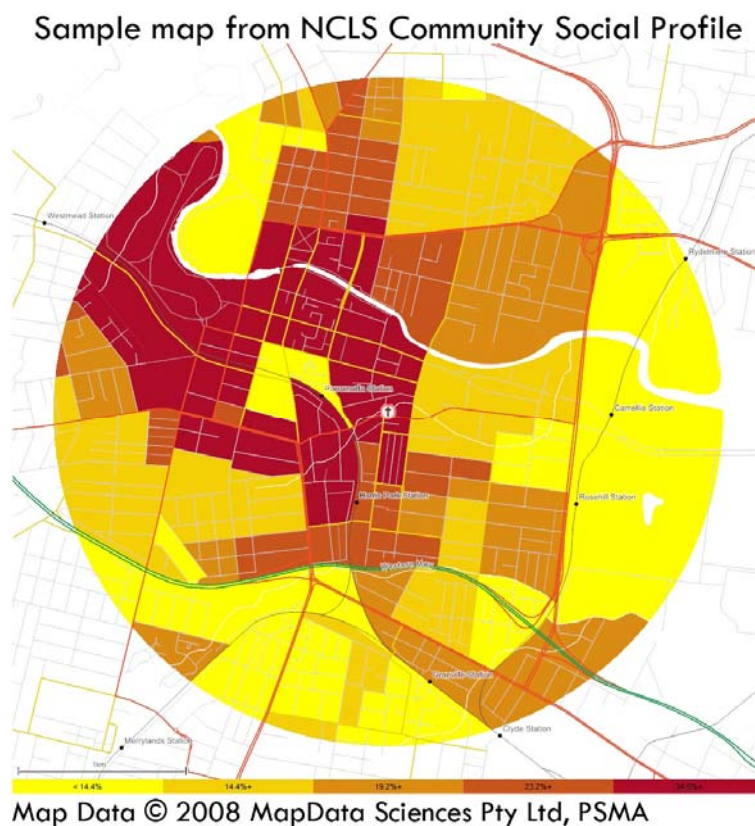 Sample map from NCLS Community Social Profile
Westmead Station
Rydalmere Station
Parramatta Station
Camellia Station
Harris Park Station
Rosehill Station
Western Mwy
Granville Station
Clyde Station
Merrylands Station
1km
< 14.4%
14.4%+
19.2%+
23.2%+
Map Data © 2008 MapData Sciences Pty Ltd, PSMA